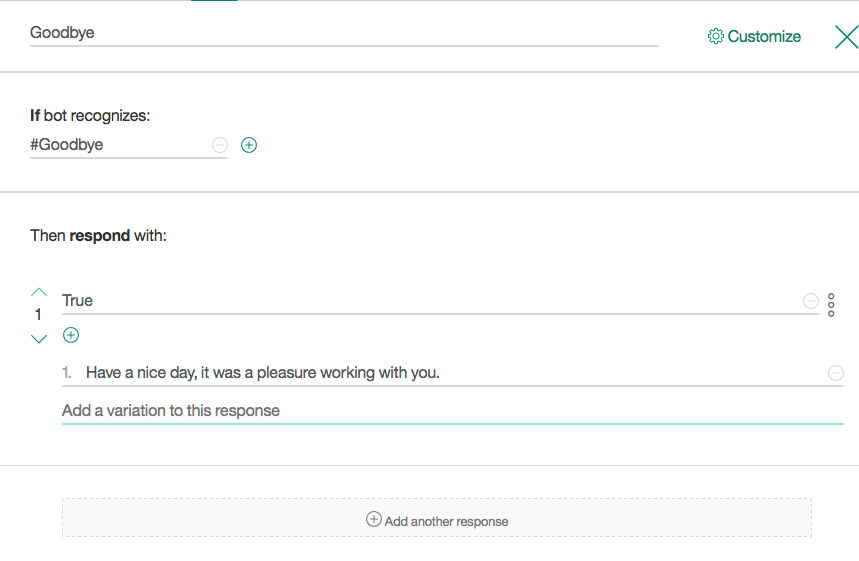 Goodbye
Customize
If bot recognizes:
#Goodbye
Then respond with:
True
1
1. Have a nice day, it was a pleasure working with you.
Add a variation to this response
Add another response